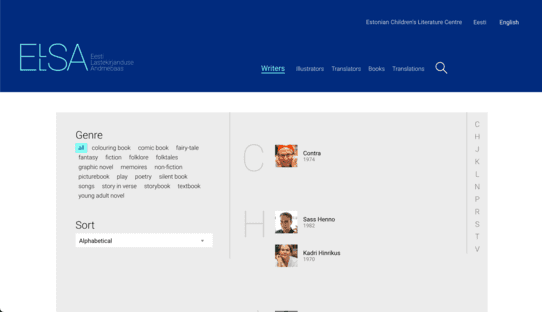 Estonian Children's Literature Centre Eesti English
ELLSA
Eesti
Lastekirjanduse
Andmebaas
Writers Illustrators Translators Books Translations
Genre
all colouring book comic book fairy-tale
fantasy fiction folklore folktales
graphic novel memoires non-fiction
picturebook play poetry silent book
songs story in verse storybook textbook
young adult novel
Sort
Alphabetical
C
Contra
1974
H
Sass Henno
1982
Kadri Hinrikus
1970
C
H
J
K
L
N
P
R
S
T
V